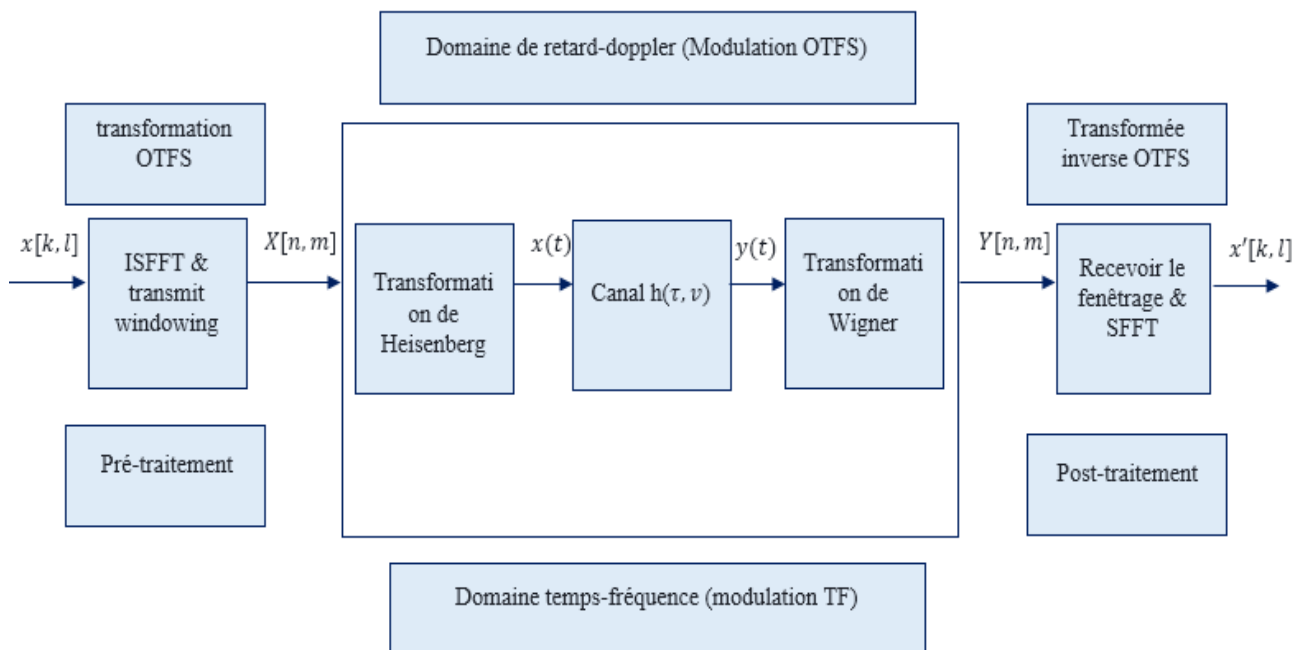 Domaine de retard-doppler (Modulation OTFS)
transformation
OTFS
Transformée
inverse OTFS
x[k, l]
ISFFT &
transmit
windowing
X[n, m]
Transformati
on de
Heisenberg
x(t)
Canal h(τ, ν)
y(t)
Transformati
on de
Wigner
Y[n, m]
Recevoir le
fenêtrage &
SFFT
x′[k, l]
Pré-traitement
Post-traitement
Domaine temps-fréquence (modulation TF)